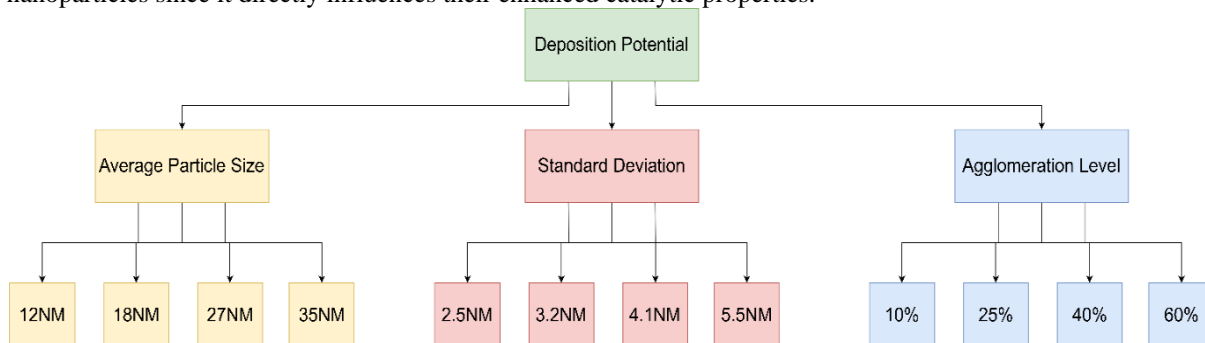 nanoparticles since it directly influences their enhanced catalytic properties.
Deposition Potential
Average Particle Size
Standard Deviation
Agglomeration Level
12NM
18NM
27NM
35NM
2.5NM
3.2NM
4.1NM
5.5NM
10%
25%
40%
60%